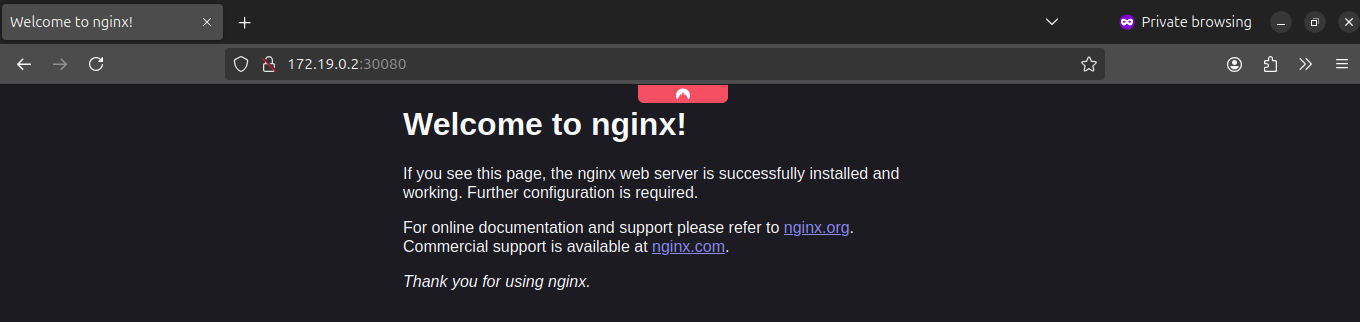 Welcome to nginx!
Private browsing
172.19.0.2:30080
Welcome to nginx!
If you see this page, the nginx web server is successfully installed and
working. Further configuration is required.
For online documentation and support please refer to nginx.org.
Commercial support is available at nginx.com.
Thank you for using nginx.